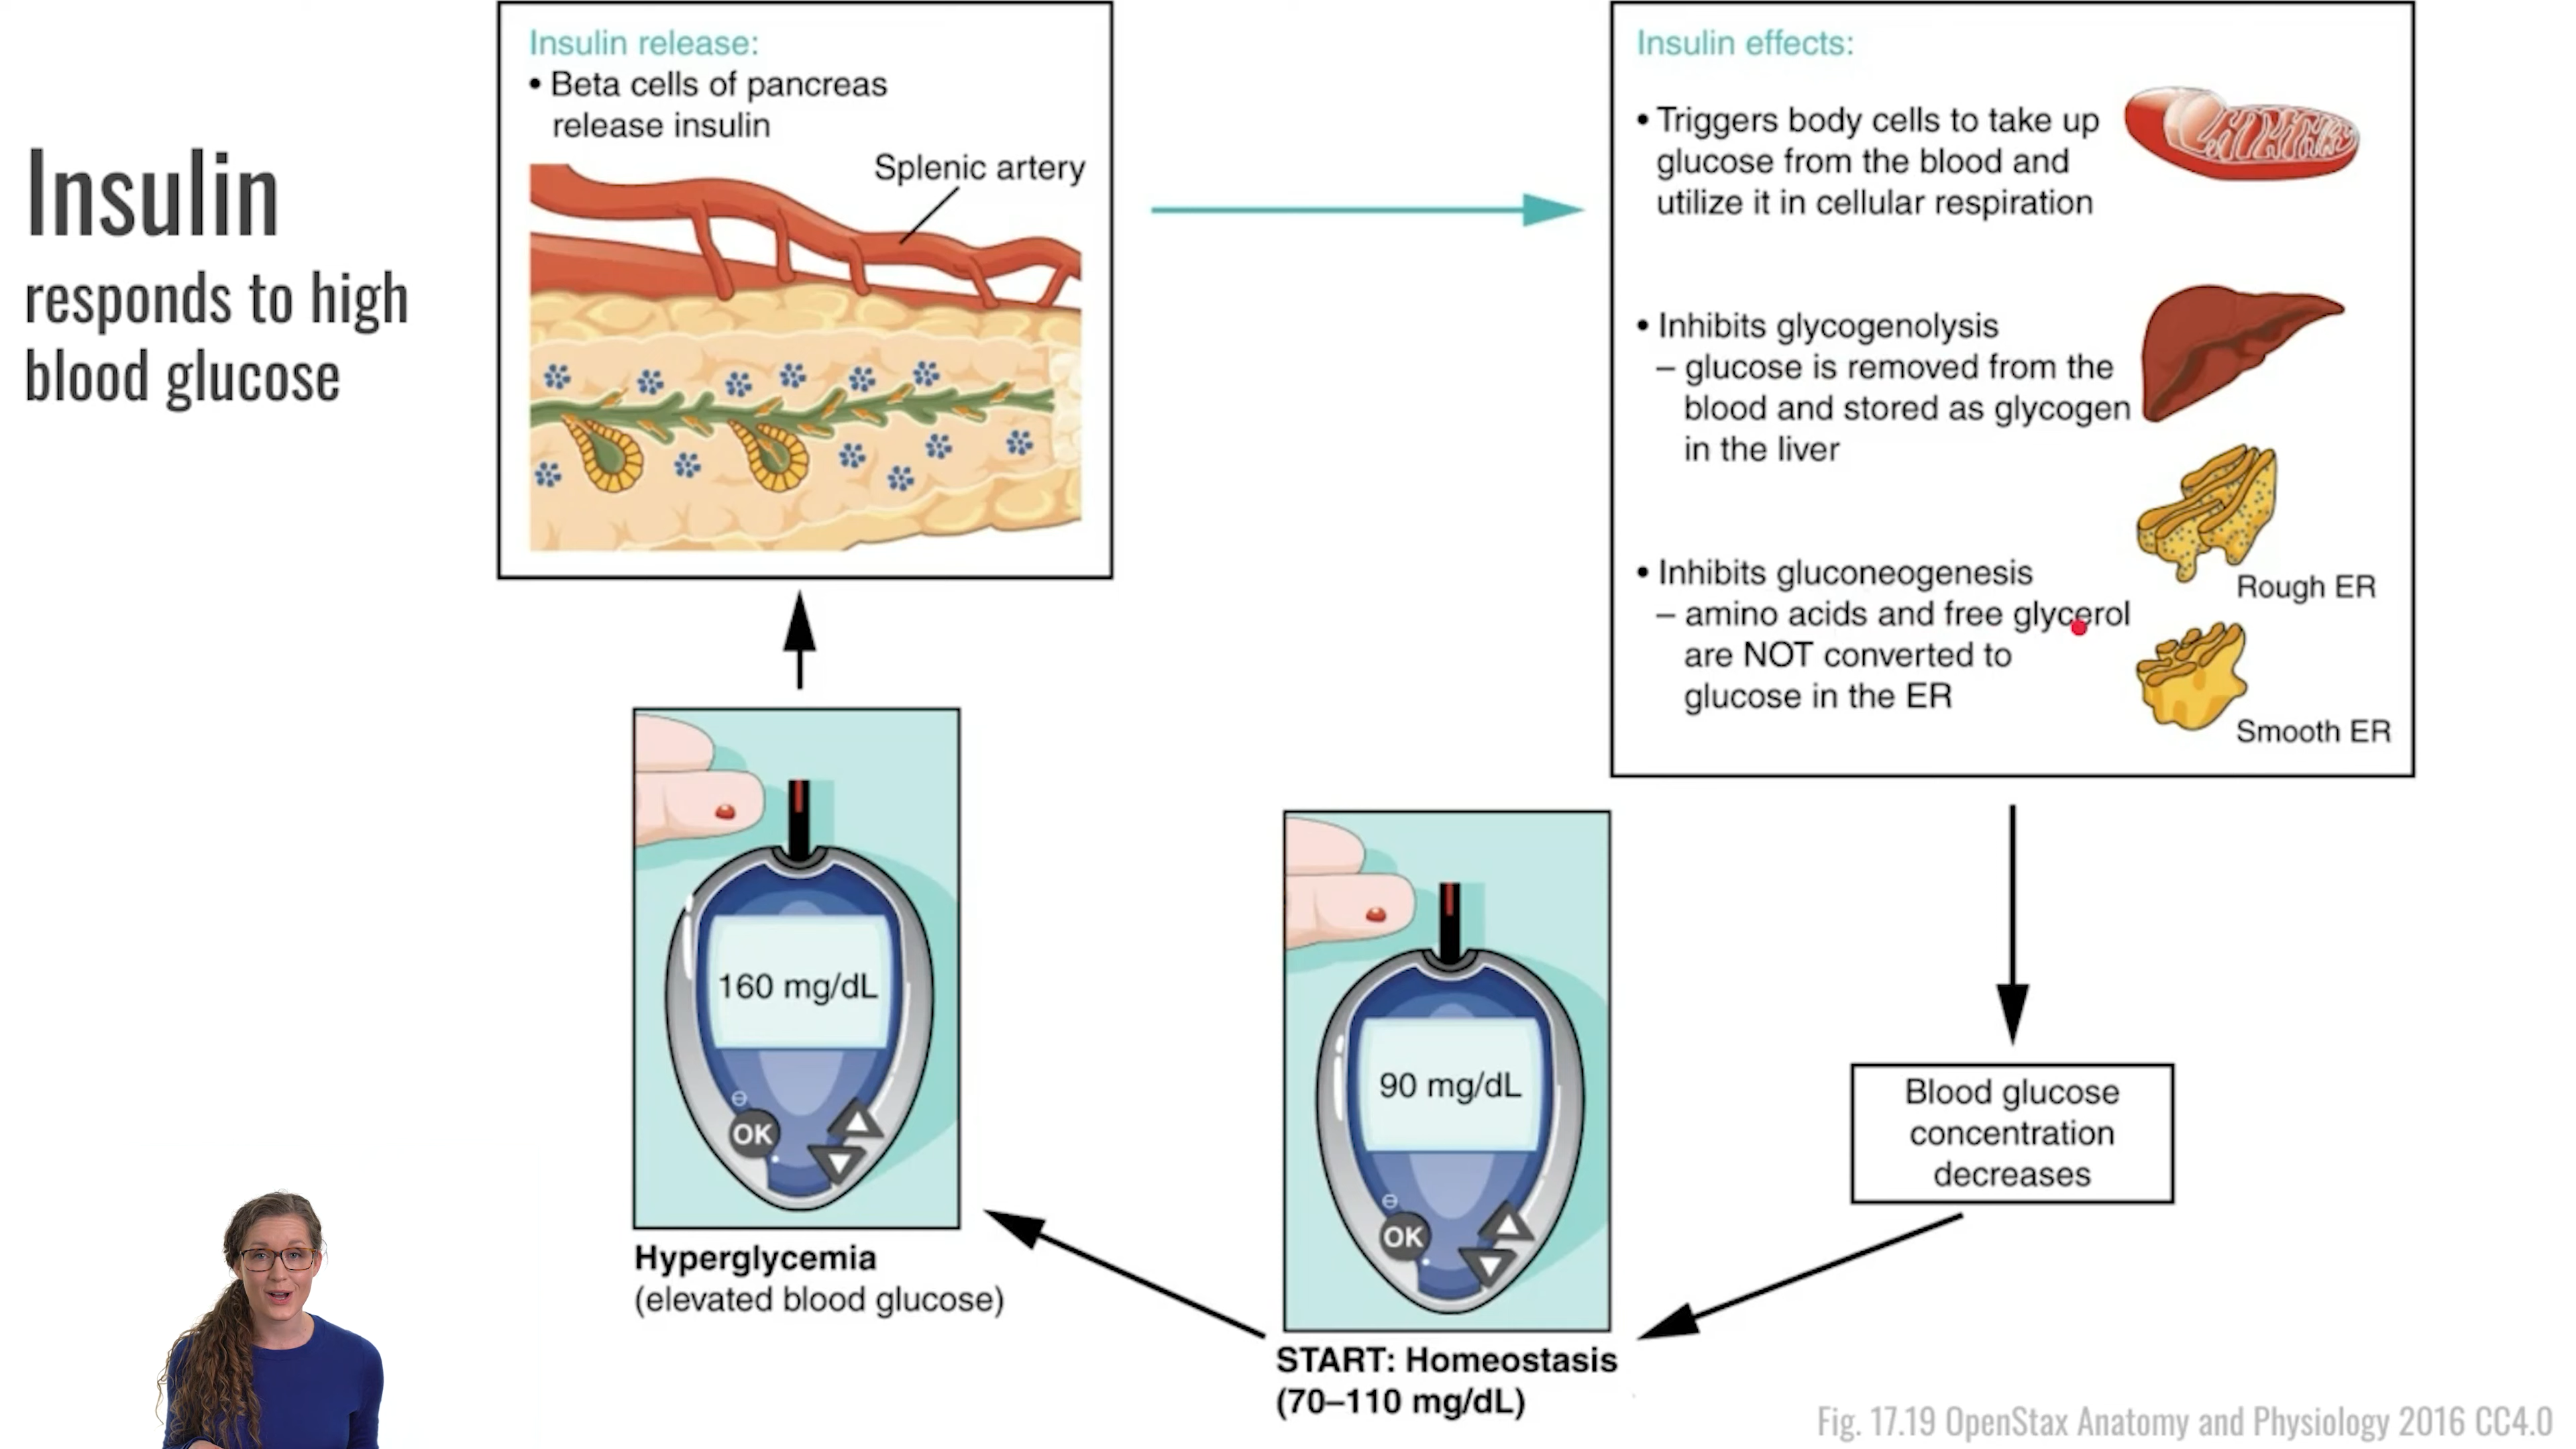 Insulin
responds to high
blood glucose
Insulin release:
• Beta cells of pancreas
release insulin
Splenic artery
Insulin effects:
• Triggers body cells to take up
glucose from the blood and
utilize it in cellular respiration
• Inhibits glycogenolysis
– glucose is removed from the
blood and stored as glycogen
in the liver
• Inhibits gluconeogenesis
– amino acids and free glycerol
are NOT converted to
glucose in the ER
Rough ER
Smooth ER
160 mg/dL
OK
Hyperglycemia
(elevated blood glucose)
90 mg/dL
OK
START: Homeostasis
(70–110 mg/dL)
Blood glucose
concentration
decreases
Fig. 17.19 OpenStax Anatomy and Physiology 2016 CC4.0